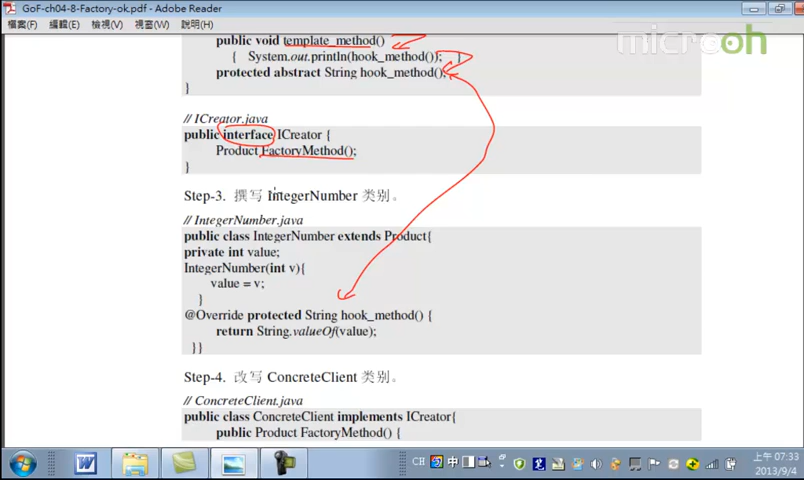 GoF-ch04-8-Factory-ok.pdf - Adobe Reader
檔案(F) 編輯(E) 檢視(V) 視窗(W) 說明(H)
microoh
public void template_method()
{ System.out.println(hook_method()); }
protected abstract String hook_method();
}
// ICreator.java
public interface ICreator {
Product FactoryMethod();
}
Step-3. 撰写 IntegerNumber 类别。
// IntegerNumber.java
public class IntegerNumber extends Product{
private int value;
IntegerNumber(int v){
value = v;
}
@Override protected String hook_method() {
return String.valueOf(value);
}}
Step-4. 改写 ConcreteClient 类别。
// ConcreteClient.java
public class ConcreteClient implements ICreator{
public Product FactoryMethod() {
CH 中
上午 07:33
2013/9/4